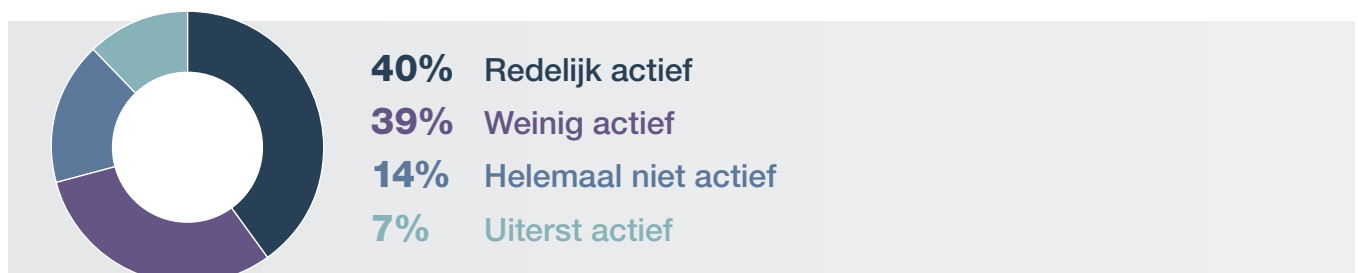 40% Redelijk actief
39% Weinig actief
14% Helemaal niet actief
7% Uiterst actief